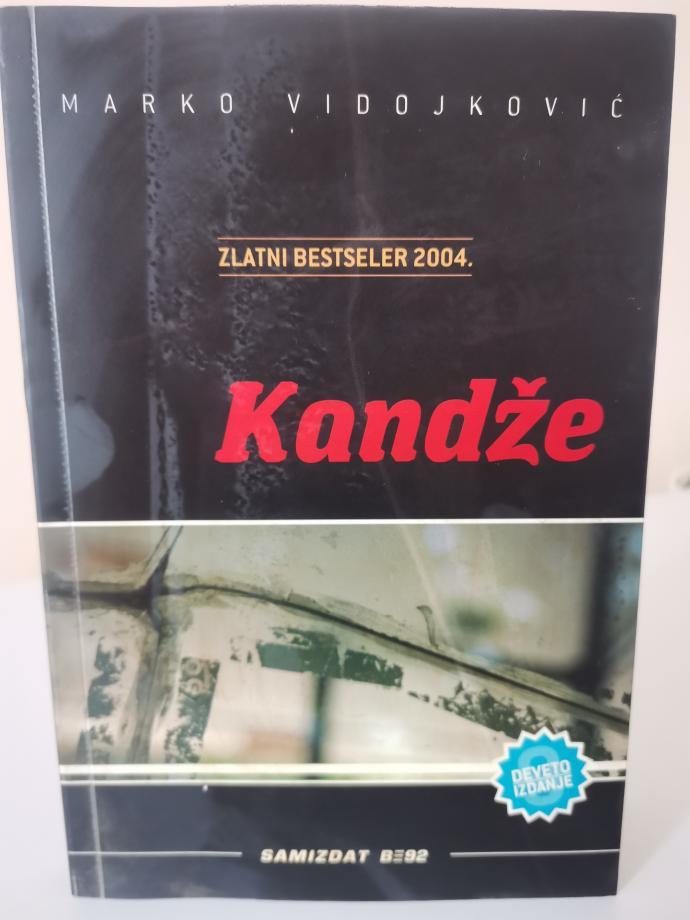 MARKO VIDOJKOVIĆ
ZLATNI BESTSELER 2004.
Kandže
DEVETO
IZDANJE
SAMIZDAT B92